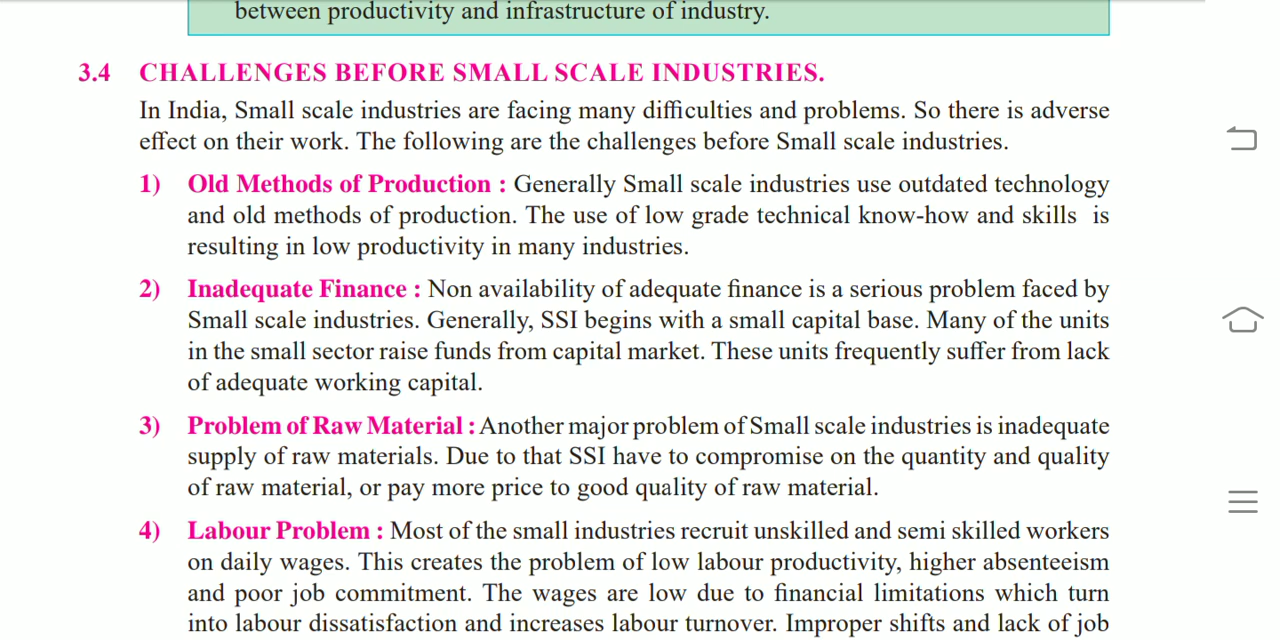 between productivity and infrastructure of industry.
3.4 CHALLENGES BEFORE SMALL SCALE INDUSTRIES.
In India, Small scale industries are facing many difficulties and problems. So there is adverse
effect on their work. The following are the challenges before Small scale industries.
1) Old Methods of Production : Generally Small scale industries use outdated technology
and old methods of production. The use of low grade technical know-how and skills is
resulting in low productivity in many industries.
2) Inadequate Finance : Non availability of adequate finance is a serious problem faced by
Small scale industries. Generally, SSI begins with a small capital base. Many of the units
in the small sector raise funds from capital market. These units frequently suffer from lack
of adequate working capital.
3) Problem of Raw Material : Another major problem of Small scale industries is inadequate
supply of raw materials. Due to that SSI have to compromise on the quantity and quality
of raw material, or pay more price to good quality of raw material.
4) Labour Problem : Most of the small industries recruit unskilled and semi skilled workers
on daily wages. This creates the problem of low labour productivity, higher absenteeism
and poor job commitment. The wages are low due to financial limitations which turn
into labour dissatisfaction and increases labour turnover. Improper shifts and lack of job